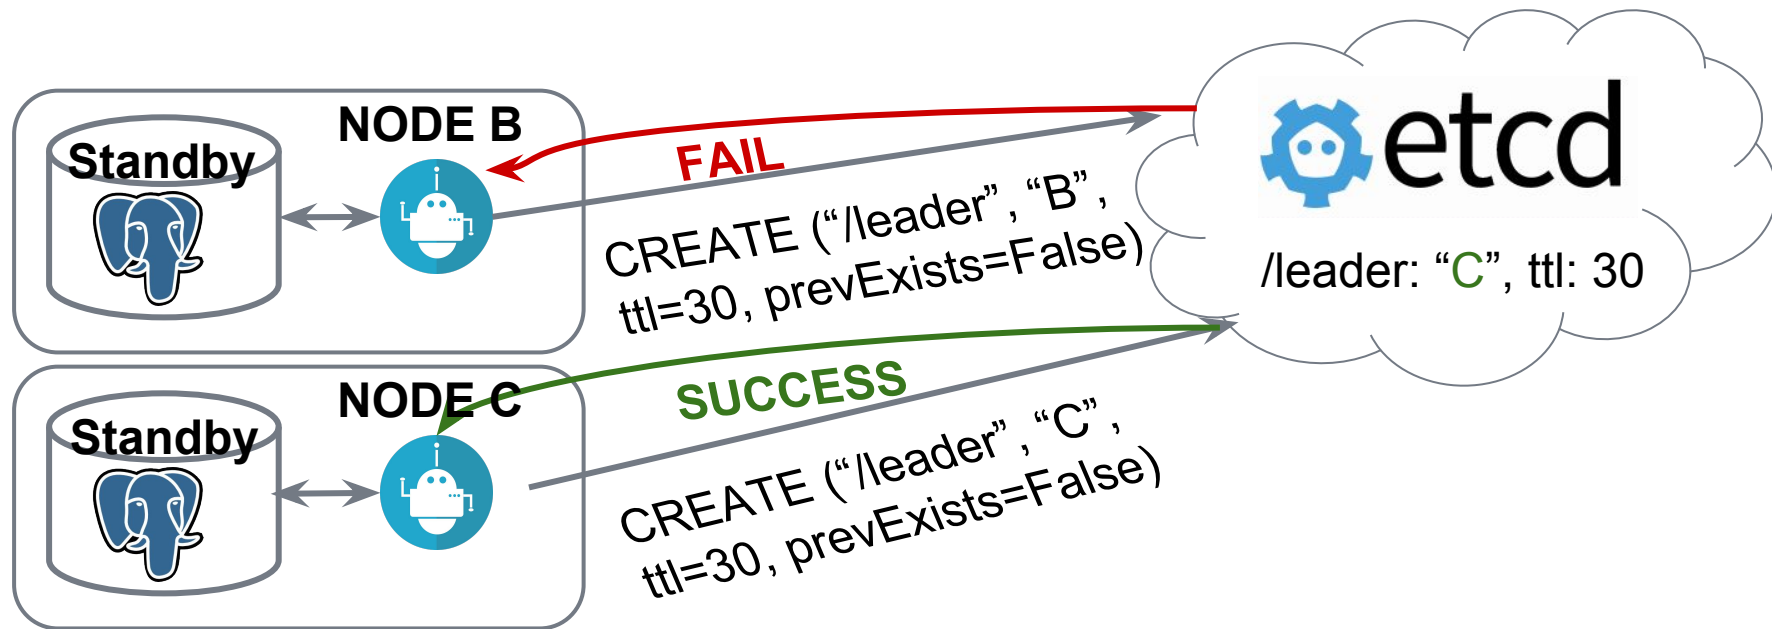 NODE B
Standby
FAIL
CREATE (“/leader”, “B”,
ttl=30, prevExists=False)
etcd
/leader: “C”, ttl: 30
NODE C
Standby
SUCCESS
CREATE (“/leader”, “C”,
ttl=30, prevExists=False)